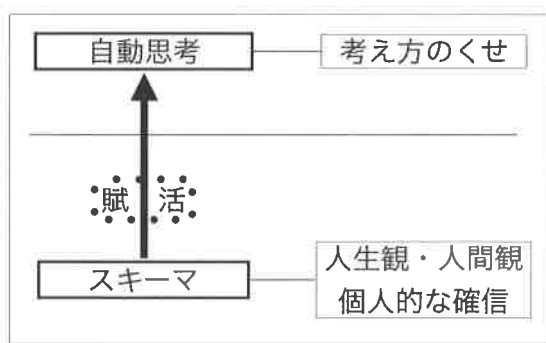 自動思考
考え方のくせ
賦活
スキーマ
人生観・人間観
個人的な確信